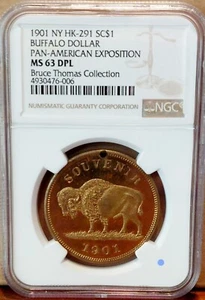 1901 NY HK-291 SC$1
BUFFALO DOLLAR
PAN-AMERICAN EXPOSITION
MS 63 DPL
Bruce Thomas Collection
4930476-006
NGC
NUMISMATIC GUARANTY CORPORATION
SOUVENIR
1901